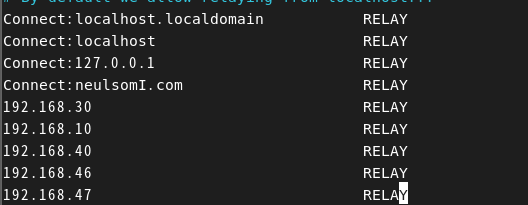 # By default we allow relaying from localhost...
Connect:localhost.localdomain RELAY
Connect:localhost RELAY
Connect:127.0.0.1 RELAY
Connect:neulsomI.com RELAY
192.168.30 RELAY
192.168.10 RELAY
192.168.40 RELAY
192.168.46 RELAY
192.168.47 RELAY